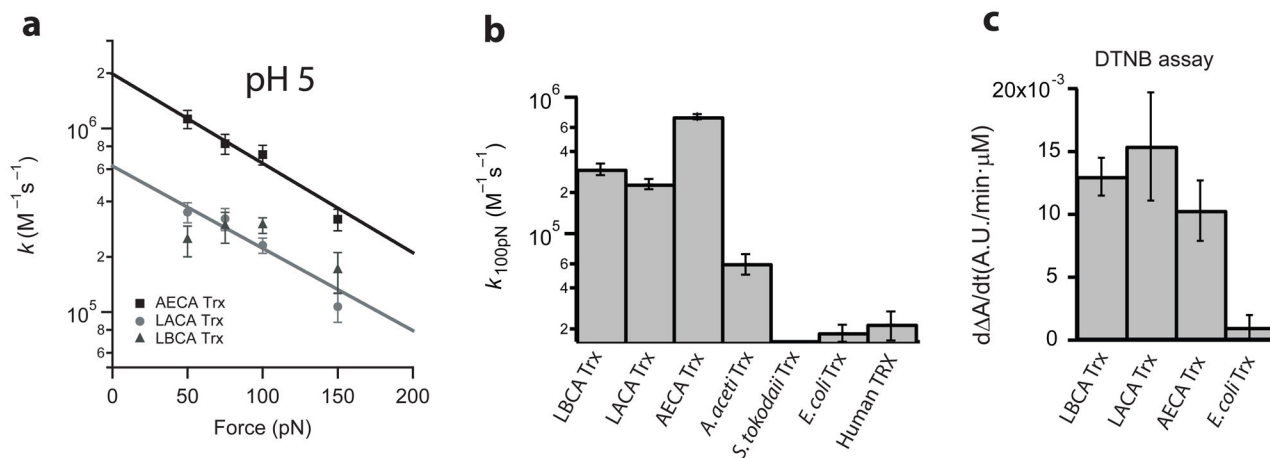 a
pH 5
2
10⁶
8
6
4
2
10⁵
8
6
k (M⁻¹s⁻¹)
AECA Trx
LACA Trx
LBCA Trx
0
50
100
150
200
Force (pN)
b
10⁶
6
4
2
10⁵
6
4
2
k₁₀₀pN (M⁻¹s⁻¹)
LBCA Trx
LACA Trx
AECA Trx
A.aceti Trx
S.tokodaii Trx
E.coli Trx
Human TRX
c
DTNB assay
20x10⁻³
15
10
5
0
d∆A/dt(A.U./min·µM)
LBCA Trx
LACA Trx
AECA Trx
E.coli Trx